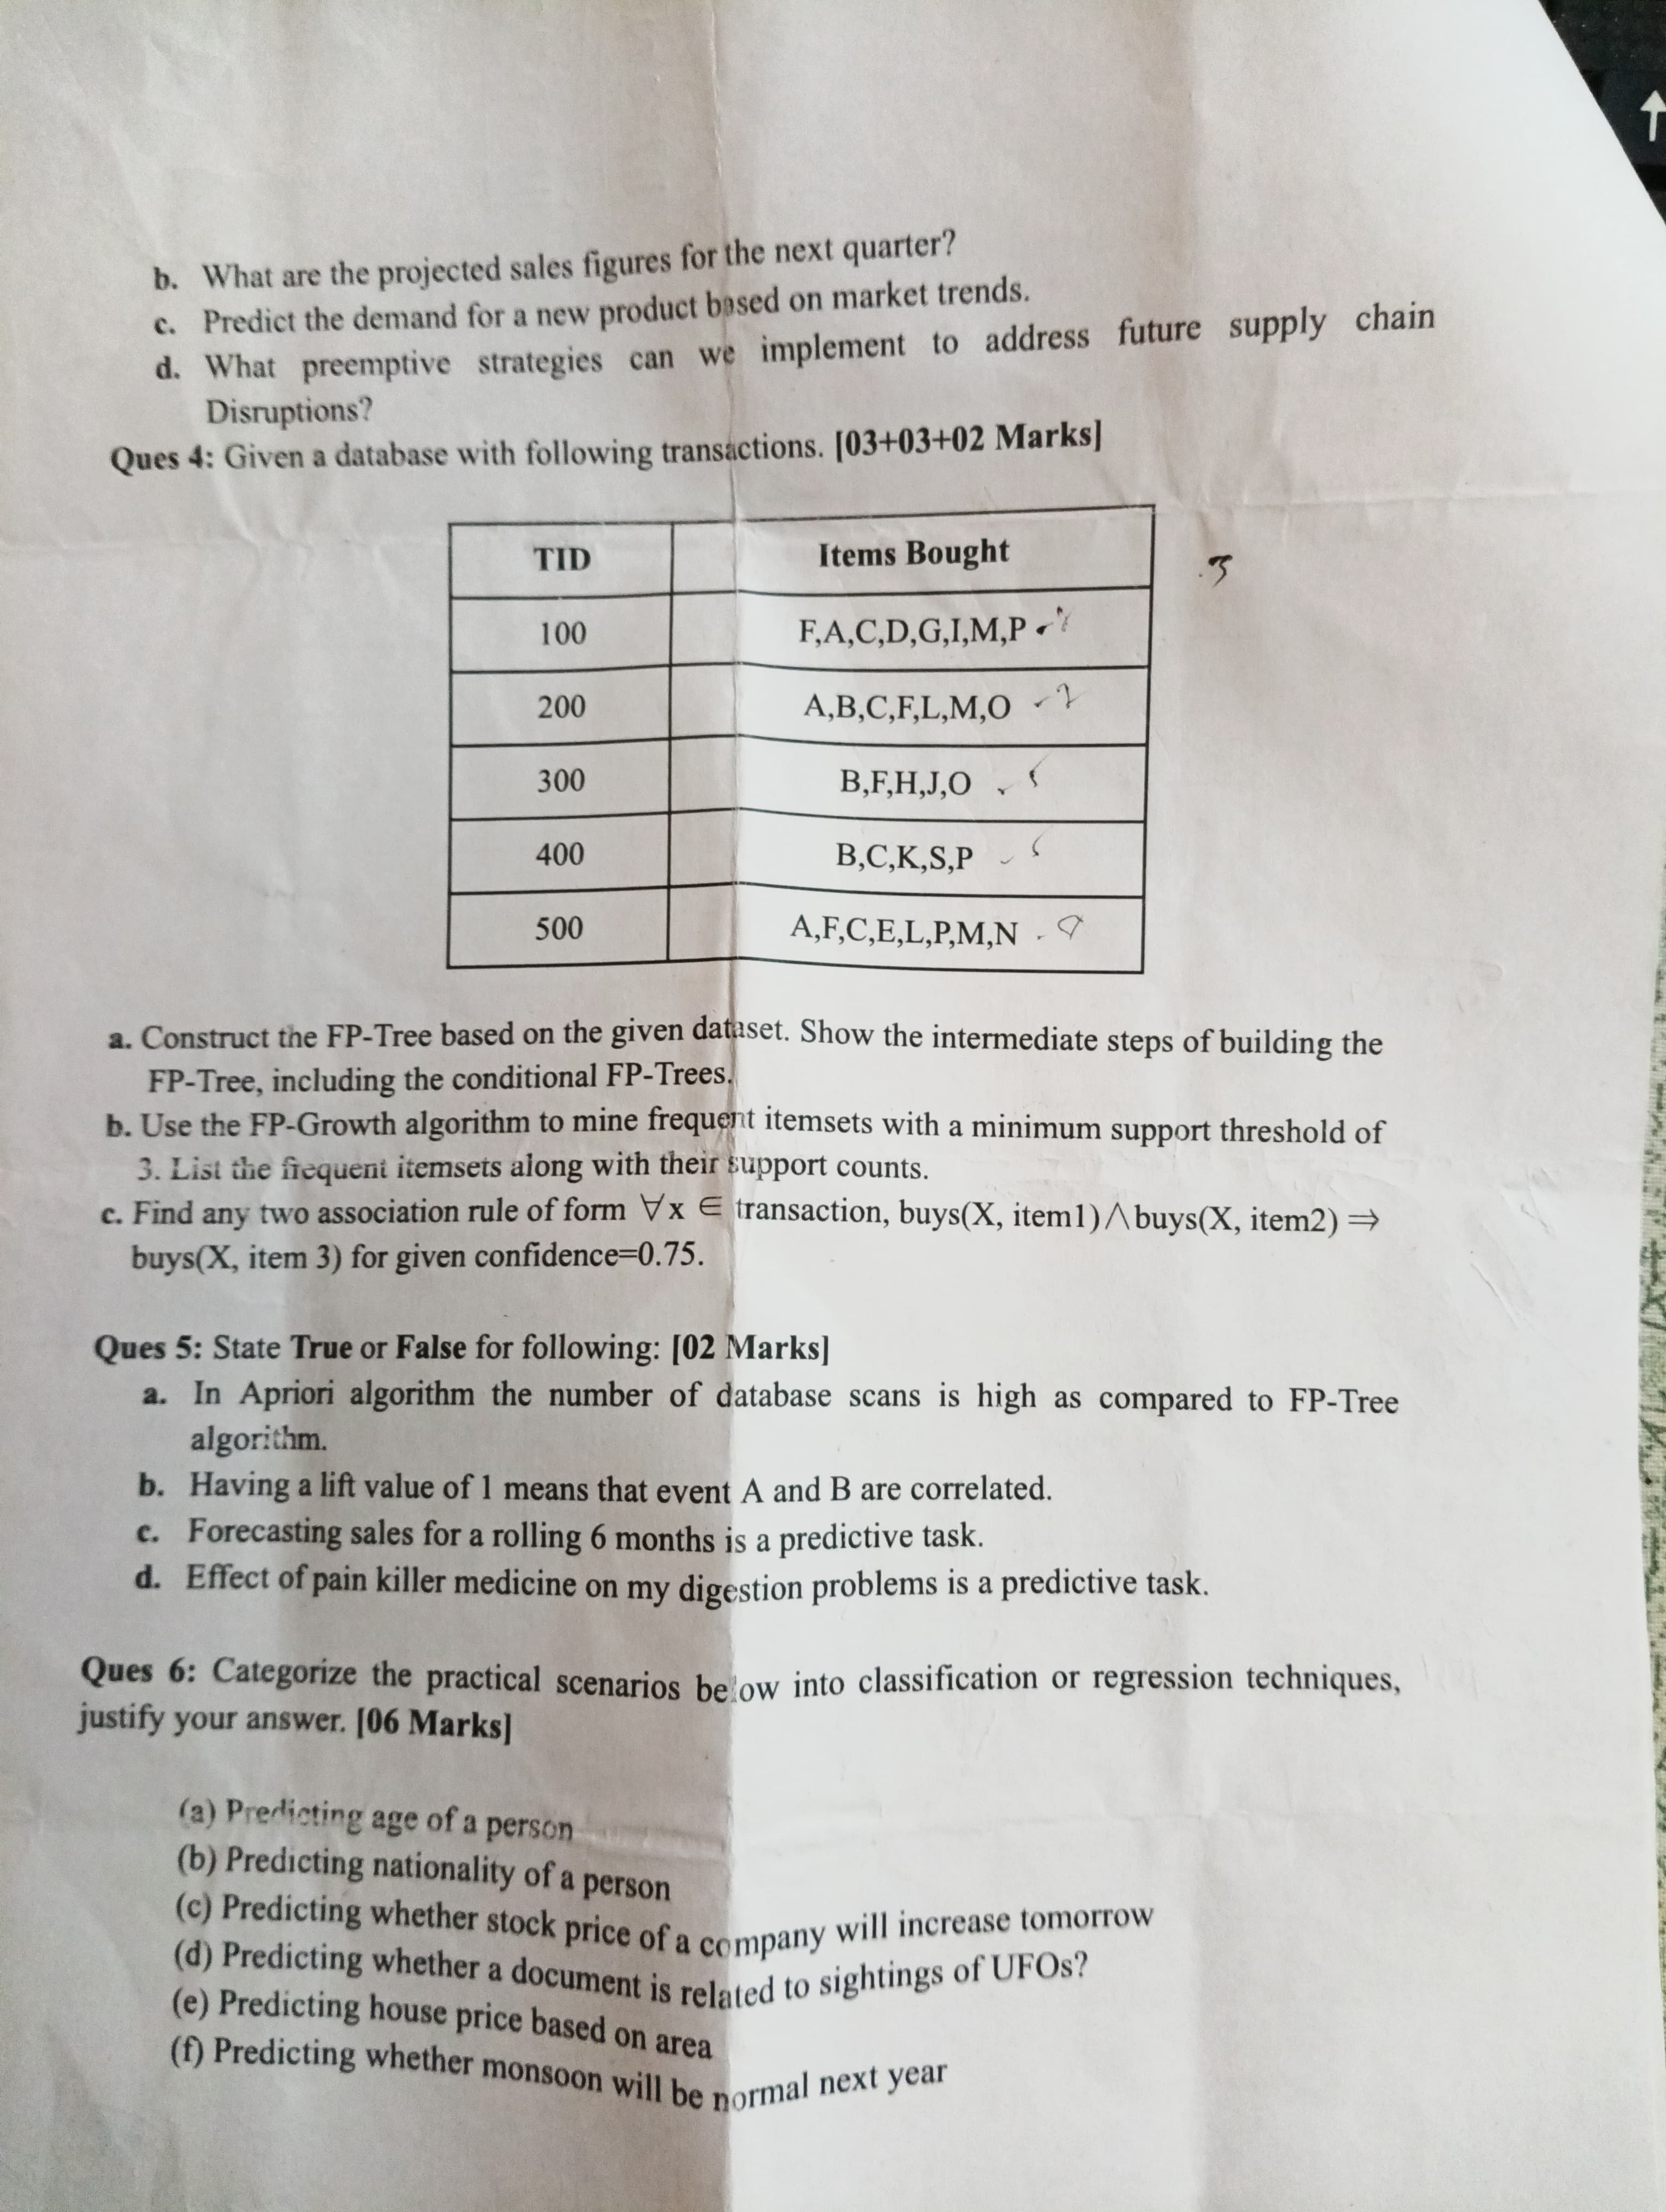 b. What are the projected sales figures for the next quarter?
c. Predict the demand for a new product based on market trends.
d. What preemptive strategies can we implement to address future supply chain
Disruptions?
Ques 4: Given a database with following transactions. [03+03+02 Marks]
TID Items Bought
.3
100 F,A,C,D,G,I,M,P
200 A,B,C,F,L,M,O
300 B,F,H,J,O
400 B,C,K,S,P
500 A,F,C,E,L,P,M,N
a. Construct the FP-Tree based on the given dataset. Show the intermediate steps of building the
FP-Tree, including the conditional FP-Trees.
b. Use the FP-Growth algorithm to mine frequent itemsets with a minimum support threshold of
3. List the frequent itemsets along with their support counts.
c. Find any two association rule of form ∀x ∈ transaction, buys(X, item1)∧buys(X, item2) ⇒
buys(X, item 3) for given confidence=0.75.
Ques 5: State True or False for following: [02 Marks]
a. In Apriori algorithm the number of database scans is high as compared to FP-Tree
algorithm.
b. Having a lift value of 1 means that event A and B are correlated.
c. Forecasting sales for a rolling 6 months is a predictive task.
d. Effect of pain killer medicine on my digestion problems is a predictive task.
Ques 6: Categorize the practical scenarios below into classification or regression techniques,
justify your answer. [06 Marks]
(a) Predicting age of a person
(b) Predicting nationality of a person
(c) Predicting whether stock price of a company will increase tomorrow
(d) Predicting whether a document is related to sightings of UFOs?
(e) Predicting house price based on area
(f) Predicting whether monsoon will be normal next year